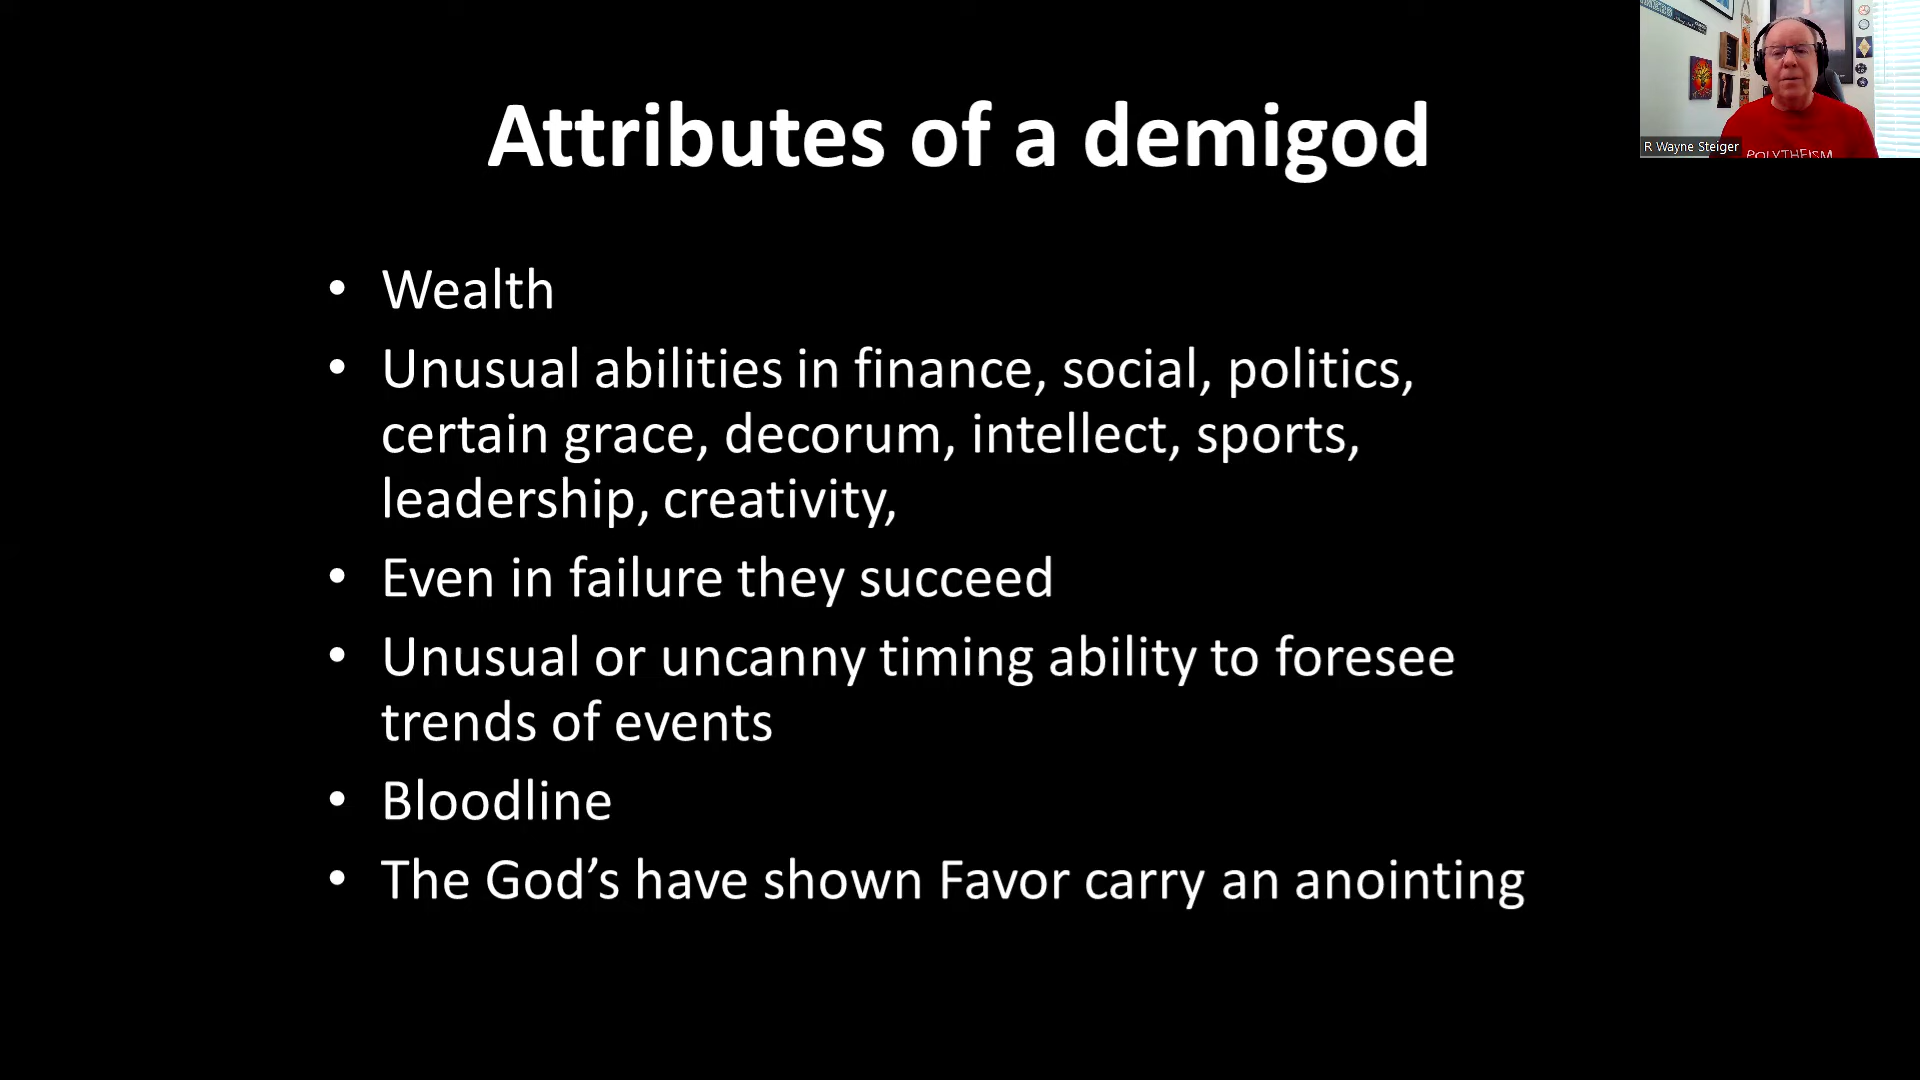 Attributes of a demigod
• Wealth
• Unusual abilities in finance, social, politics,
certain grace, decorum, intellect, sports,
leadership, creativity,
• Even in failure they succeed
• Unusual or uncanny timing ability to foresee
trends of events
• Bloodline
• The God’s have shown Favor carry an anointing
R Wayne Steiger
POLYTHEISM